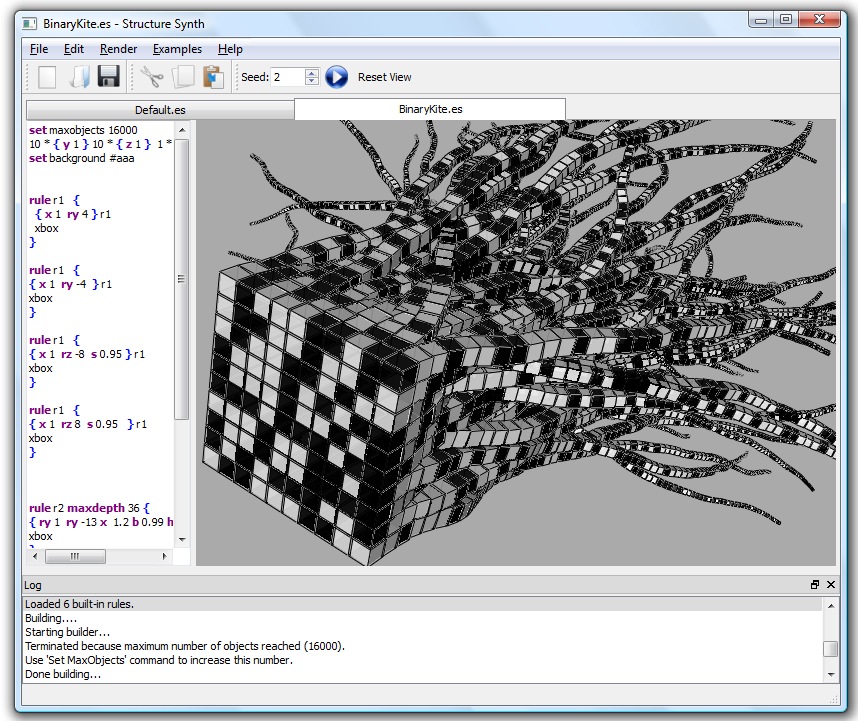 BinaryKite.es - Structure Synth
File Edit Render Examples Help
Seed: 2 Reset View
Default.es BinaryKite.es
set maxobjects 16000
10 * { y 1 } 10 * { z 1 } 1 *
set background #aaa
rule r1 {
{ x 1 ry 4 } r1
xbox
}
rule r1 {
{ x 1 ry -4 } r1
xbox
}
rule r1 {
{ x 1 rz -8 s 0.95 } r1
xbox
}
rule r1 {
{ x 1 rz 8 s 0.95 } r1
xbox
}
rule r2 maxdepth 36 {
{ ry 1 ry -13 x 1.2 b 0.99 h
xbox
Log
Loaded 6 built-in rules.
Building....
Starting builder...
Terminated because maximum number of objects reached (16000).
Use 'Set MaxObjects' command to increase this number.
Done building...